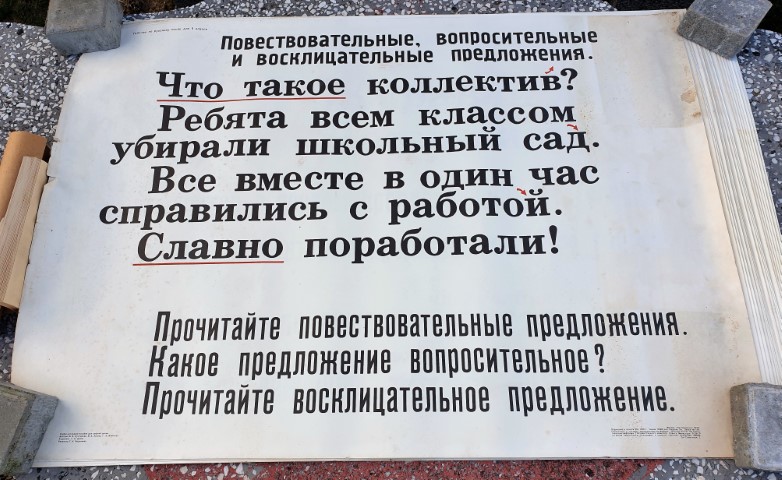 Повествовательные, вопросительные
и восклицательные предложения.
Что такое коллектив?
Ребята всем классом
убирали школьный сад.
Все вместе в один час
справились с работой.
Славно поработали!
Прочитайте повествовательные предложения.
Какое предложение вопросительное?
Прочитайте восклицательное предложение.